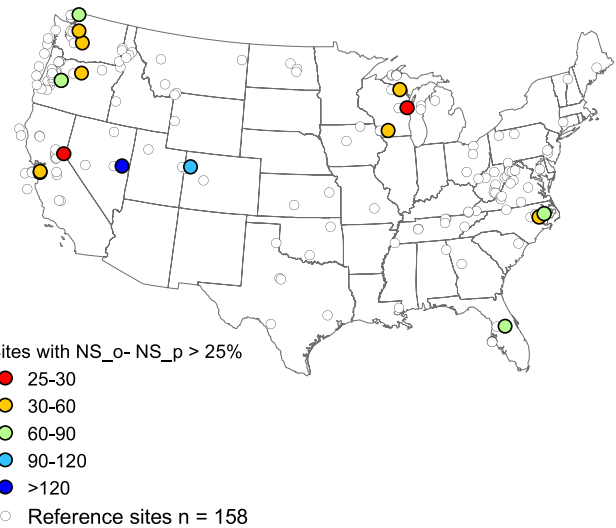 ites with NS_o- NS_p > 25%
25-30
30-60
60-90
90-120
>120
Reference sites n = 158